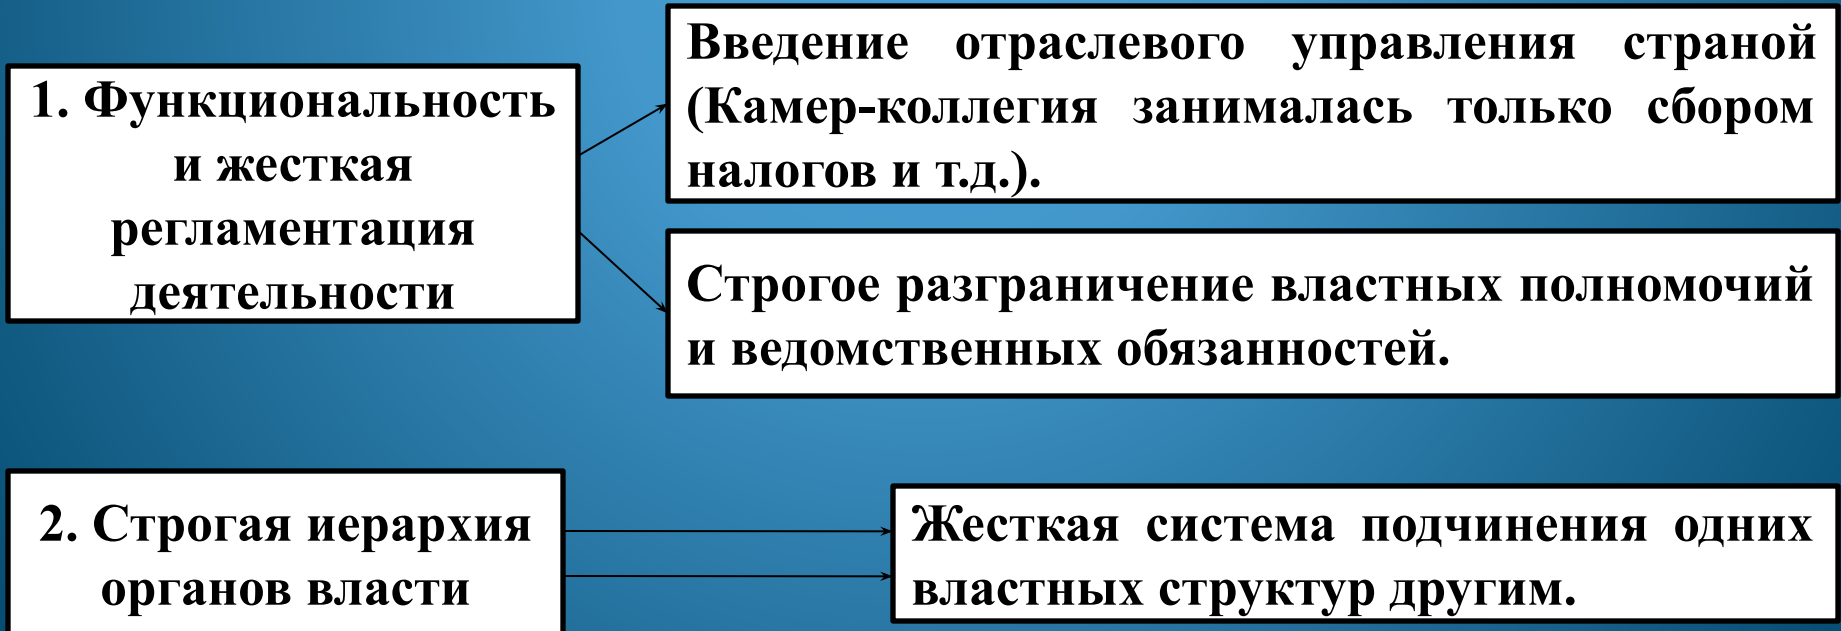 1. Функциональность
и жесткая
регламентация
деятельности
Введение отраслевого управления страной
(Камер-коллегия занималась только сбором
налогов и т.д.).
Строгое разграничение властных полномочий
и ведомственных обязанностей.
2. Строгая иерархия
органов власти
Жесткая система подчинения одних
властных структур другим.